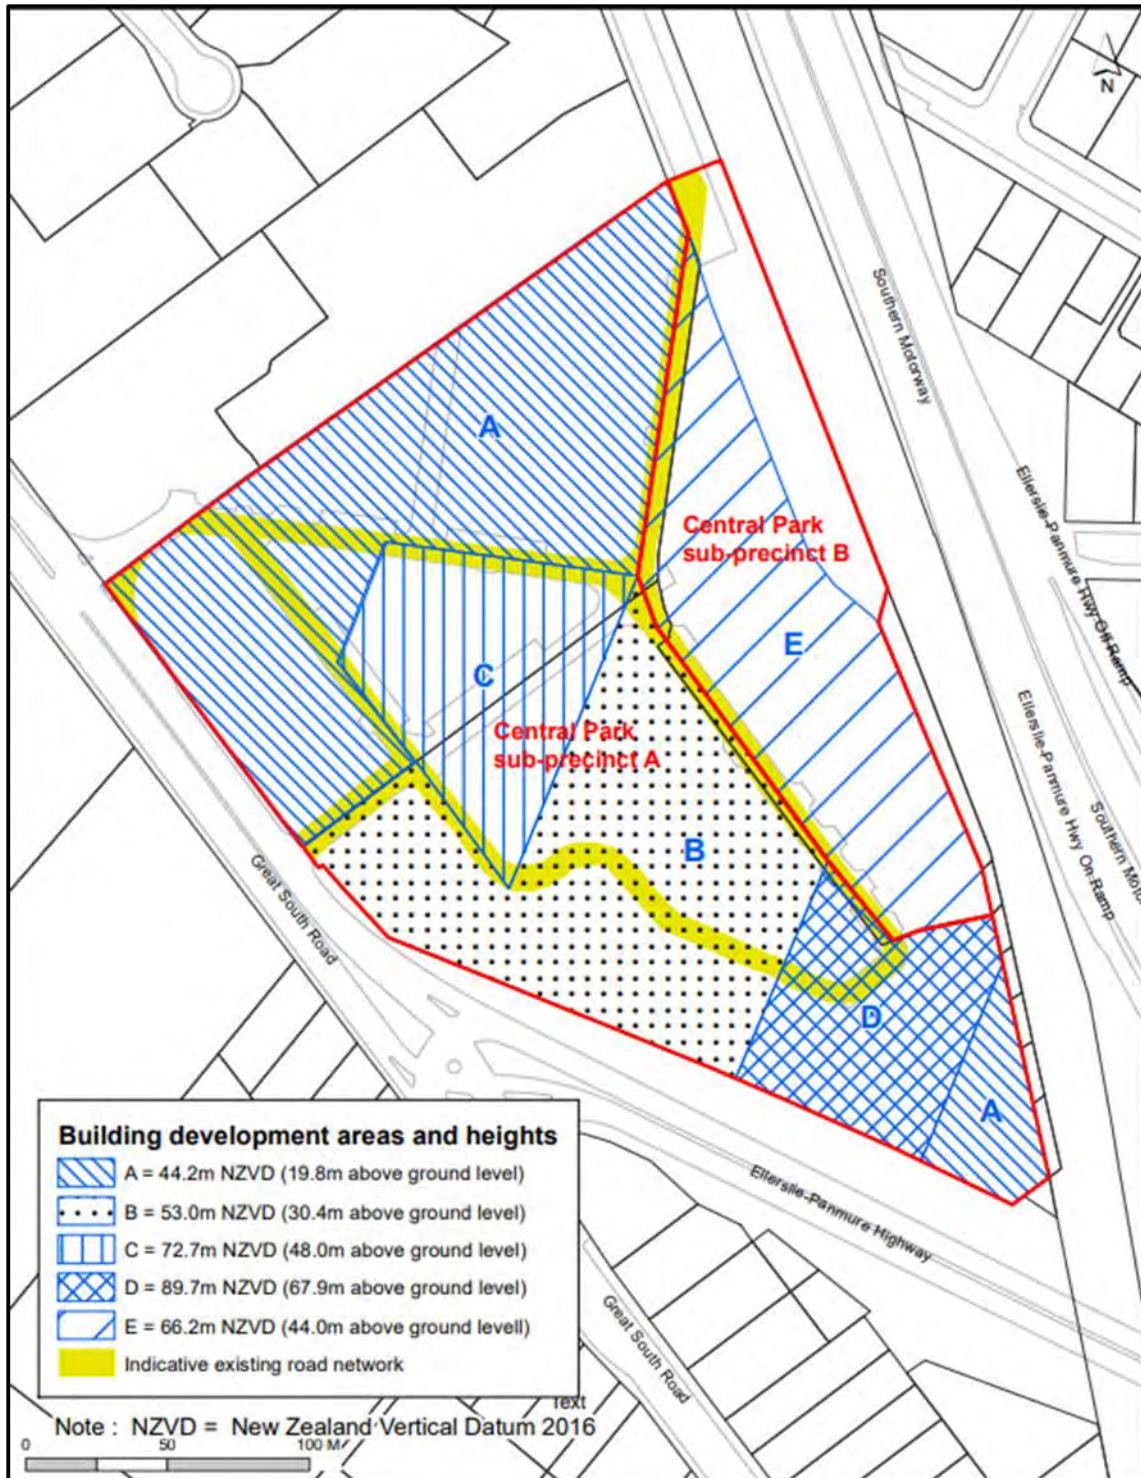 N
Southern Motorway
A
Ellerslie-Panmure Hwy Off Ramp
Central Park
sub-precinct B
E
C
Central Park
sub-precinct A
Ellerslie-Panmure Hwy On Ramp
B
Great South Road
D
A
Building development areas and heights
A = 44.2m NZVD (19.8m above ground level)
B = 53.0m NZVD (30.4m above ground level)
C = 72.7m NZVD (48.0m above ground level)
D = 89.7m NZVD (67.9m above ground level)
E = 66.2m NZVD (44.0m above ground levell)
Indicative existing road network
Ellerslie-Panmure Highway
Great South Road
Text
Note : NZVD = New Zealand Vertical Datum 2016
0 50 100 M